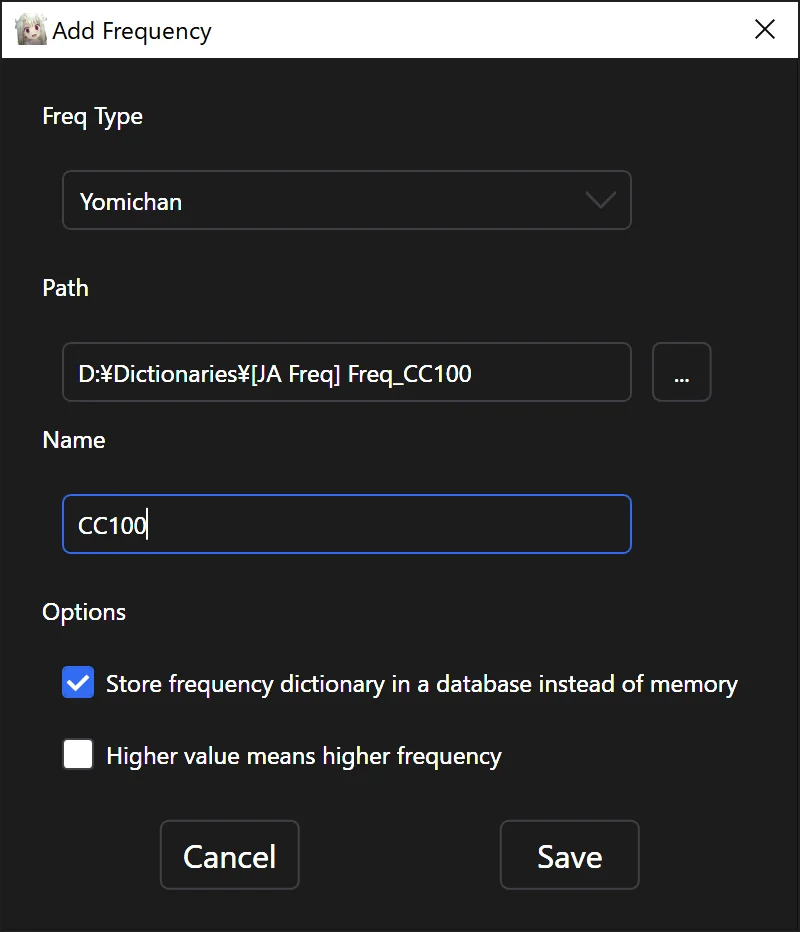 Add Frequency
Freq Type
Yomichan
Path
D:¥Dictionaries¥[JA Freq] Freq_CC100
...
Name
CC100
Options
Store frequency dictionary in a database instead of memory
Higher value means higher frequency
Cancel
Save